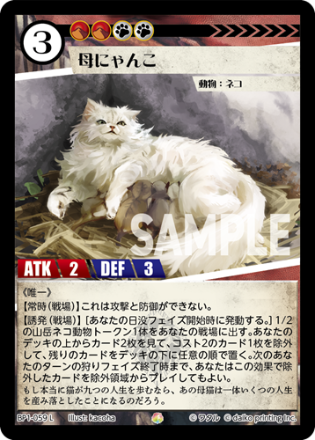 3
母にゃんこ
動物：ネコ
SAMPLE
ATK 2 DEF 3
《唯一》
【常時（戦場）】これは攻撃と防御ができない。
【誘発（戦場）】[あなたの日没フェイズ開始時に発動する。] 1/2
の山岳ネコ動物トークン1体をあなたの戦場に出す。あなたの
デッキの上からカード2枚を見て、コスト2のカード1枚を除外
して、残りのカードをデッキの下に任意の順で置く。次のあな
たのターンの狩りフェイズ終了時まで、あなたはこの効果で除
外したカードを除外領域からプレイしてもよい。
もし本当に猫が九つの人生を歩むなら、あの母猫は一体いくつの人生
を産み落としたことになるのだろう。
BP1-059 L Illust: kacoha © ララル © daiko printing inc.